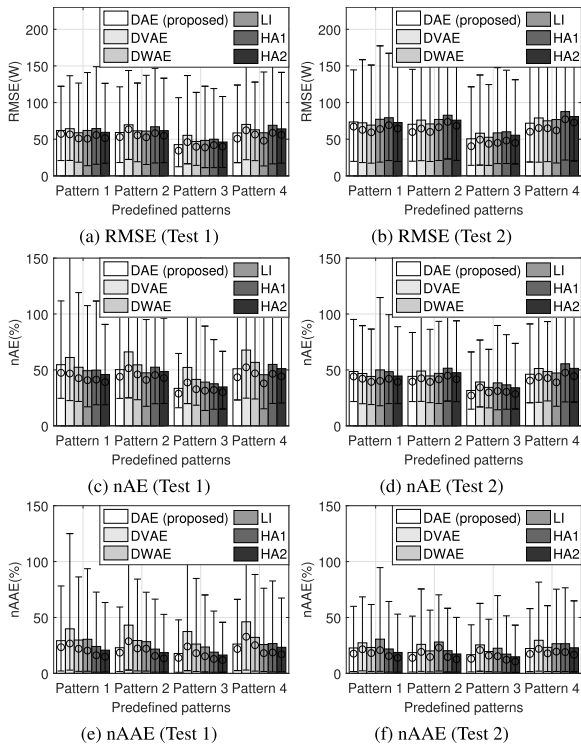 200
150
100
50
0
RMSE(W)
DAE (proposed)
DVAE
DWAE
LI
HA1
HA2
Pattern 1 Pattern 2 Pattern 3 Pattern 4
Predefined patterns
(a) RMSE (Test 1)
200
150
100
50
0
RMSE(W)
DAE (proposed)
DVAE
DWAE
LI
HA1
HA2
Pattern 1 Pattern 2 Pattern 3 Pattern 4
Predefined patterns
(b) RMSE (Test 2)
150
100
50
0
nAE(%)
DAE (proposed)
DVAE
DWAE
LI
HA1
HA2
Pattern 1 Pattern 2 Pattern 3 Pattern 4
Predefined patterns
(c) nAE (Test 1)
150
100
50
0
nAE(%)
DAE (proposed)
DVAE
DWAE
LI
HA1
HA2
Pattern 1 Pattern 2 Pattern 3 Pattern 4
Predefined patterns
(d) nAE (Test 2)
150
100
50
0
nAAE(%)
DAE (proposed)
DVAE
DWAE
LI
HA1
HA2
Pattern 1 Pattern 2 Pattern 3 Pattern 4
Predefined patterns
(e) nAAE (Test 1)
150
100
50
0
nAAE(%)
DAE (proposed)
DVAE
DWAE
LI
HA1
HA2
Pattern 1 Pattern 2 Pattern 3 Pattern 4
Predefined patterns
(f) nAAE (Test 2)